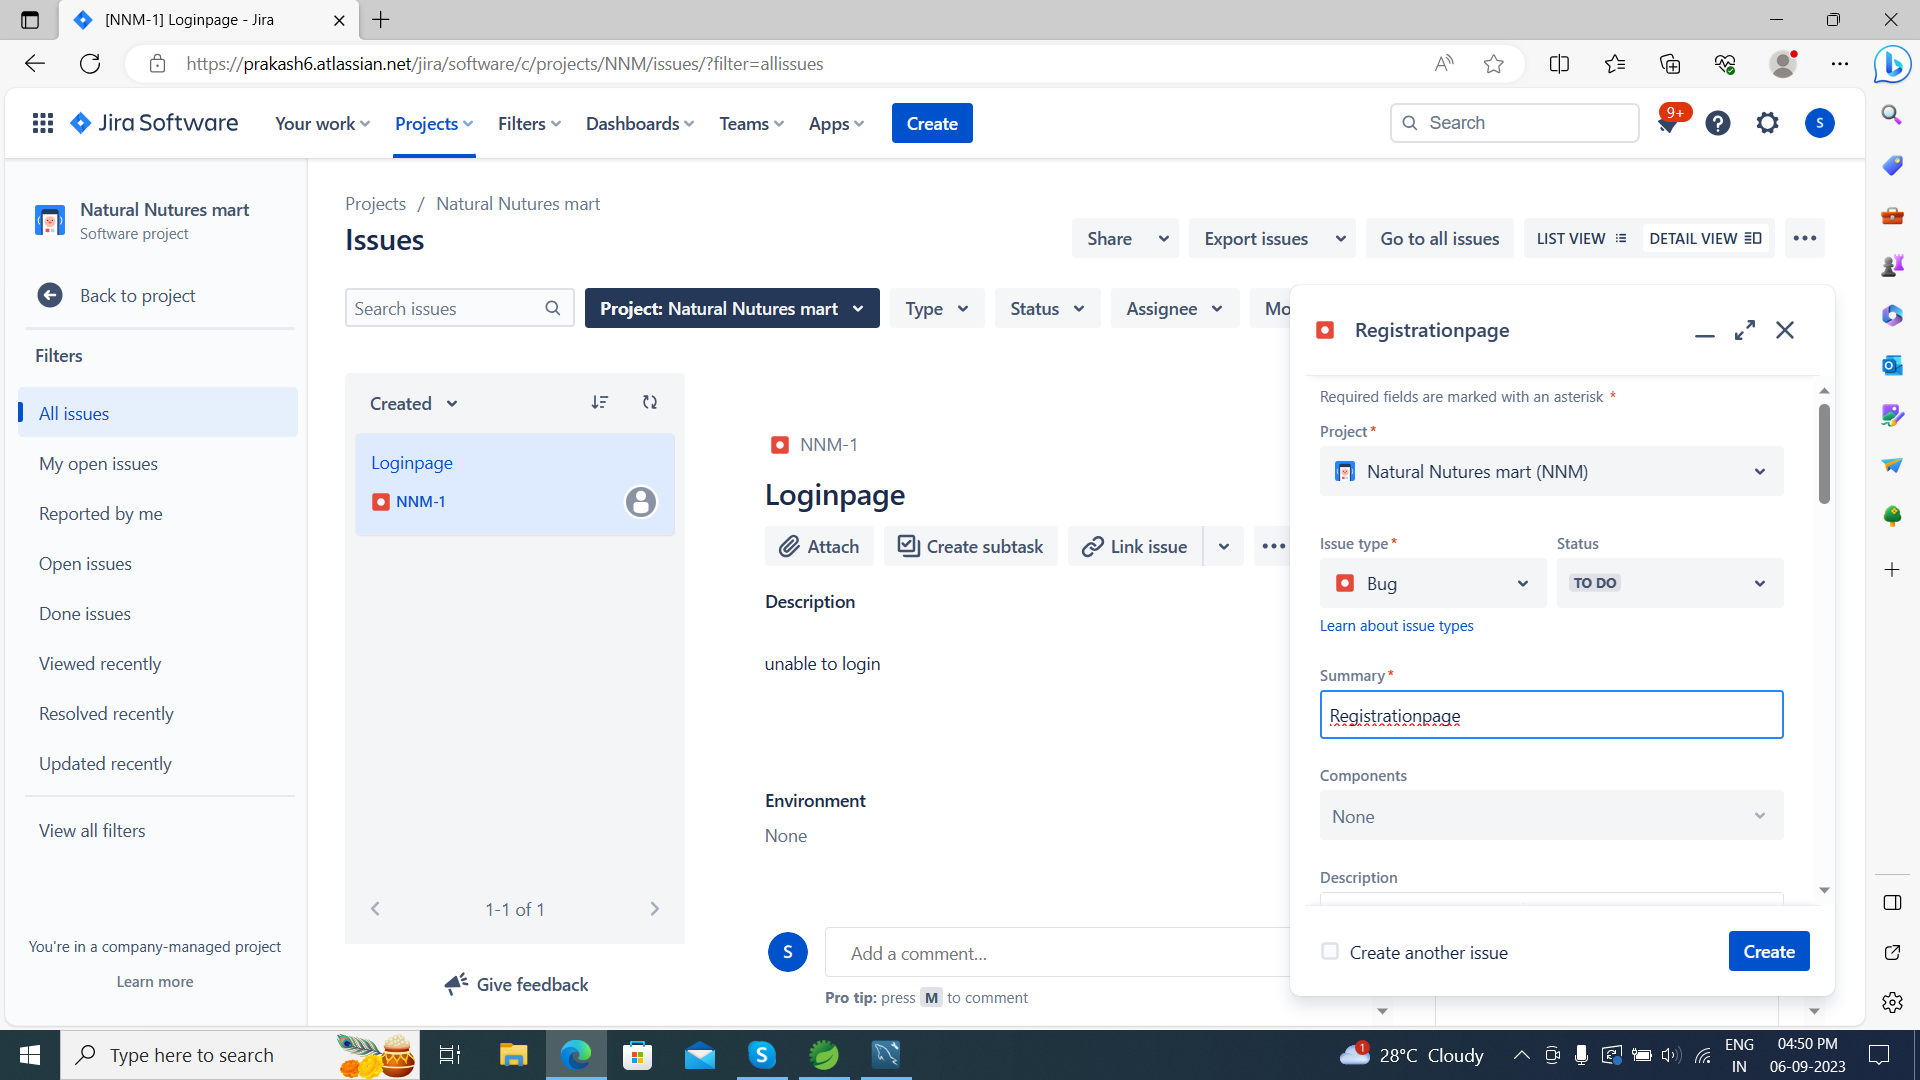 [NNM-1] Loginpage - Jira
https://prakash6.atlassian.net/jira/software/c/projects/NNM/issues/?filter=allissues
Jira Software
Your work
Projects
Filters
Dashboards
Teams
Apps
Create
Search
9+
S
Natural Nutures mart
Software project
Back to project
Filters
All issues
My open issues
Reported by me
Open issues
Done issues
Viewed recently
Resolved recently
Updated recently
View all filters
You're in a company-managed project
Learn more
Projects / Natural Nutures mart
Issues
Share
Export issues
Go to all issues
LIST VIEW
DETAIL VIEW
Search issues
Project: Natural Nutures mart
Type
Status
Assignee
Mo
Created
Loginpage
NNM-1
1-1 of 1
Give feedback
NNM-1
Loginpage
Attach
Create subtask
Link issue
Description
unable to login
Environment
None
S
Add a comment...
Pro tip: press M to comment
Registrationpage
Required fields are marked with an asterisk *
Project *
Natural Nutures mart (NNM)
Issue type *
Status
Bug
TO DO
Learn about issue types
Summary *
Registrationpage
Components
None
Description
Create another issue
Create
Type here to search
1
28°C Cloudy
ENG
IN
04:50 PM
06-09-2023